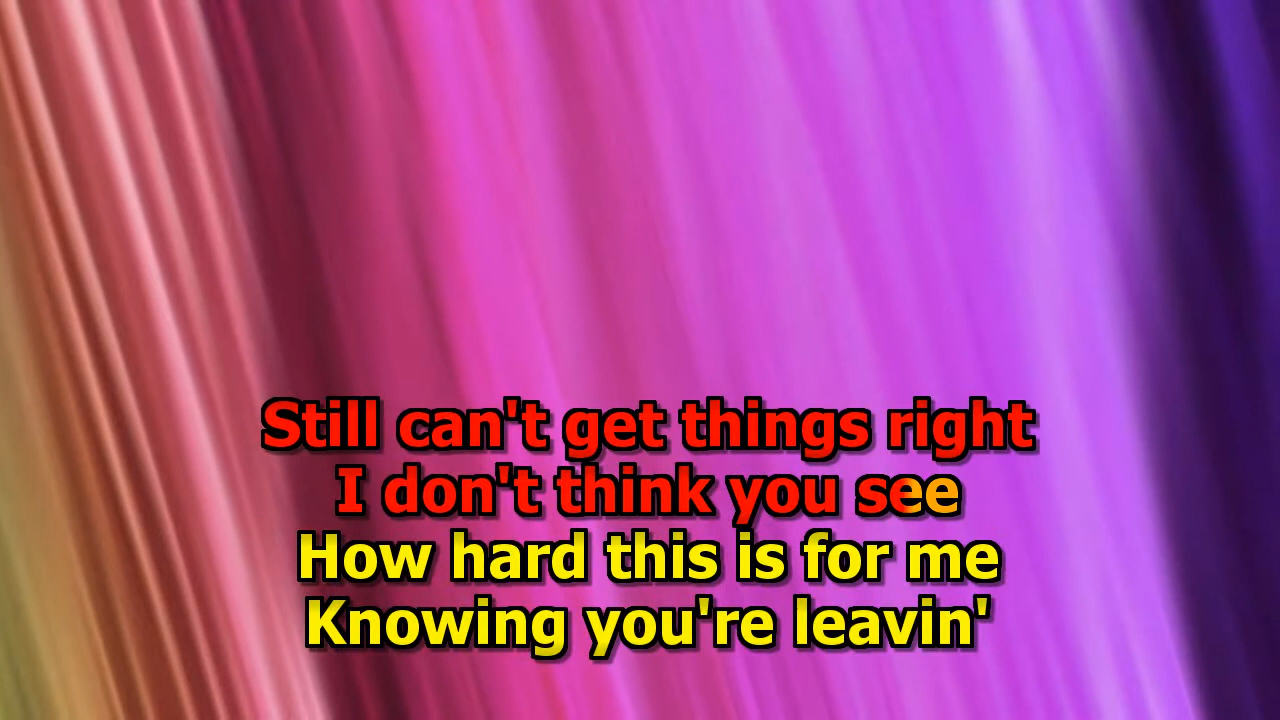 Still can't get things right
I don't think you see
How hard this is for me
Knowing you're leavin'